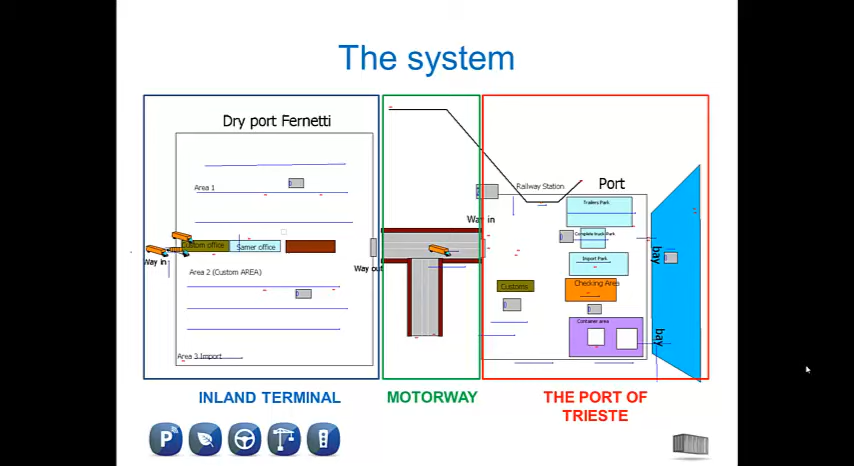 The system
Dry port Fernetti
Area 1
Custom office
Samer office
Way in
Way out
Area 2 (Custom AREA)
Area 3 Import
Way in
Railway Station
Port
Trailers Park
Complete truck Park
Import Park
Customs
Checking Area
Container area
bay
bay
INLAND TERMINAL
MOTORWAY
THE PORT OF
TRIESTE
P